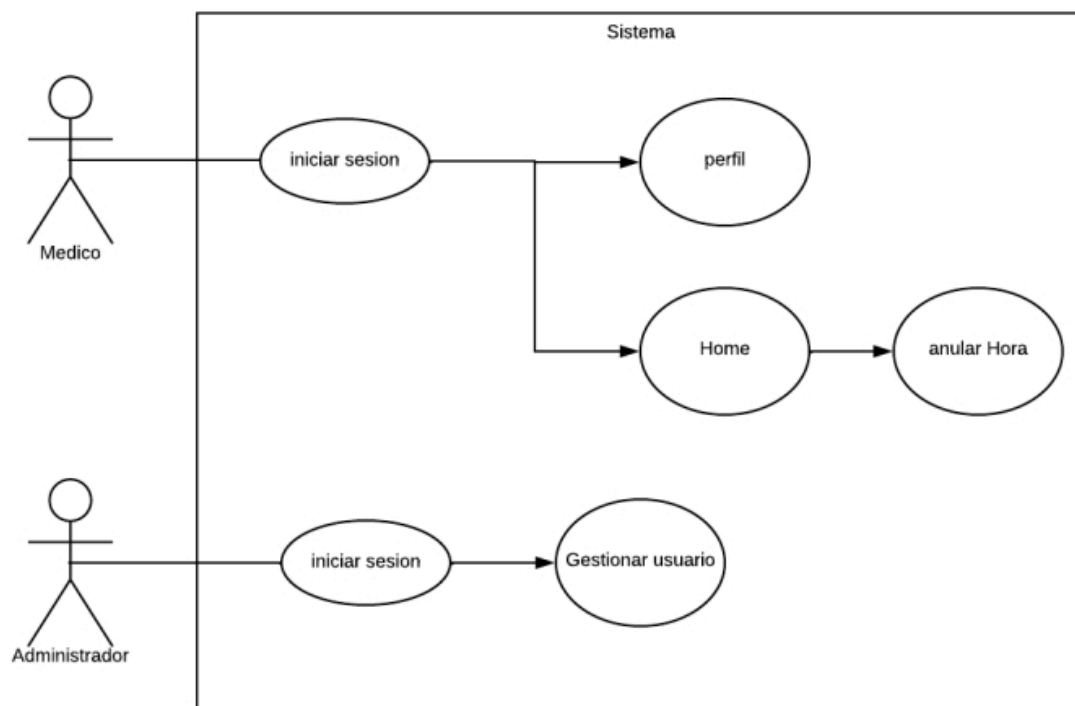 Sistema
iniciar sesion
perfil
Medico
Home
anular Hora
iniciar sesion
Gestionar usuario
Administrador